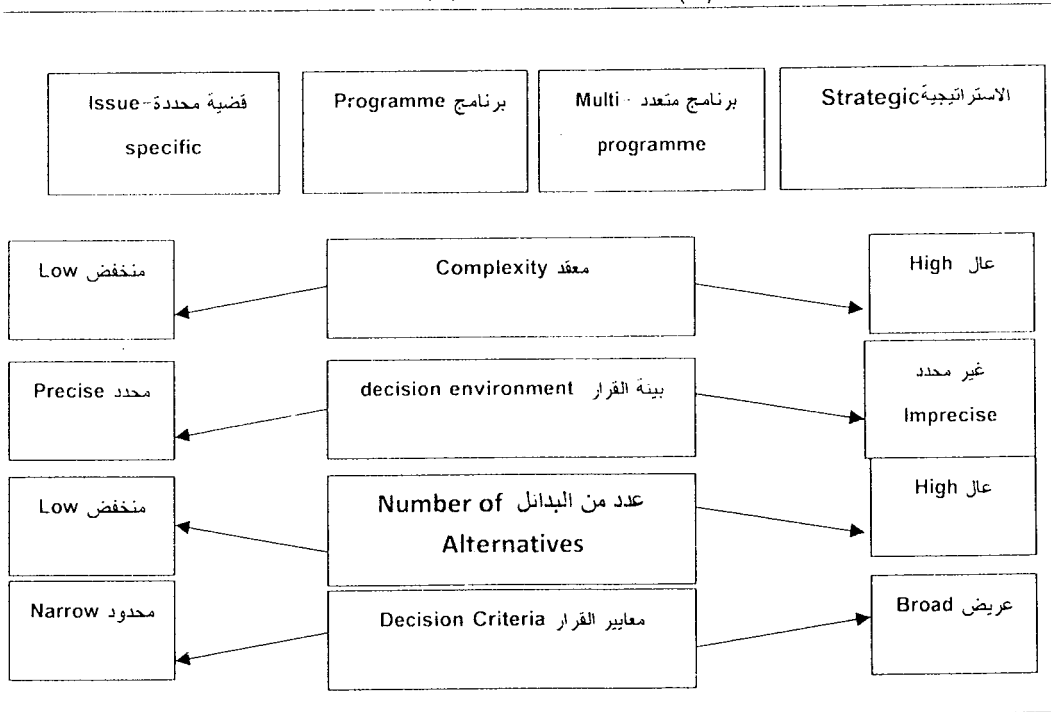 قضية محددة-Issue
specific
برنامج Programme
برنامج متعدد - Multi
programme
الاستراتيجيةStrategic
منخفض Low
معقد Complexity
عال High
محدد Precise
بيئة القرار decision environment
غير محدد
Imprecise
منخفض Low
عدد من البدائل Number of
Alternatives
عال High
محدود Narrow
معايير القرار Decision Criteria
عريض Broad